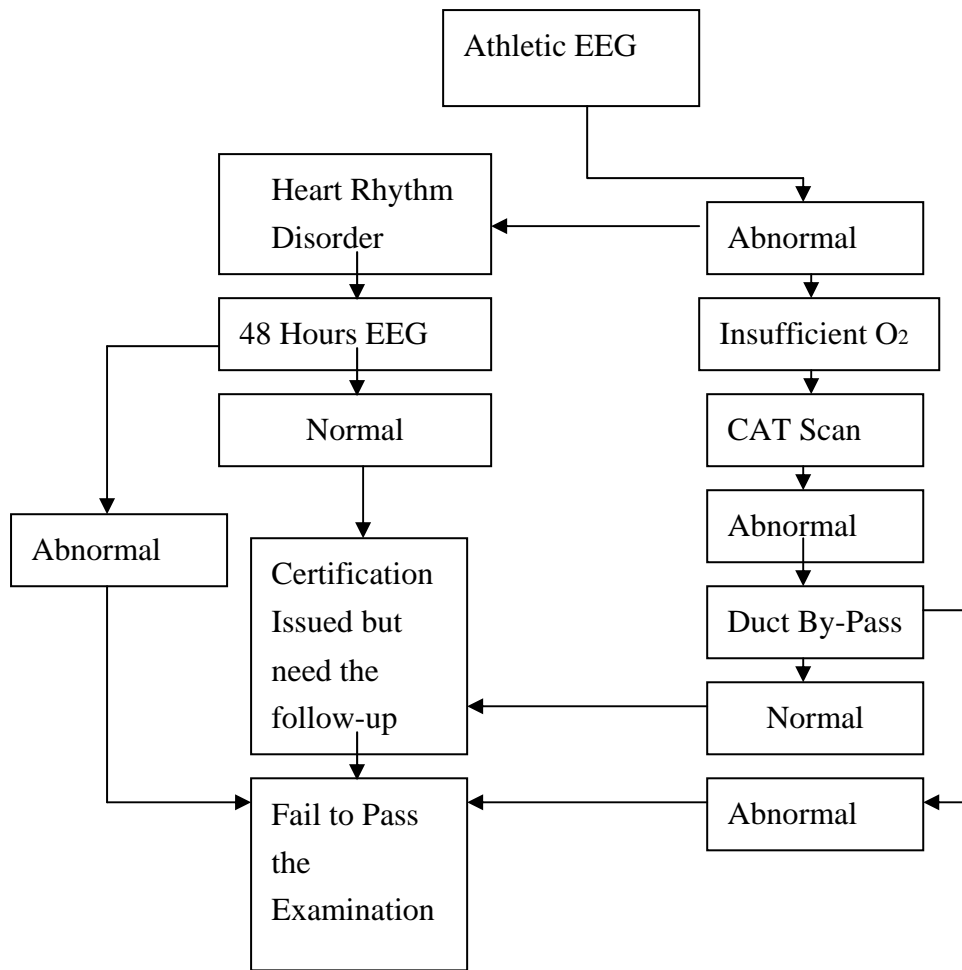 Athletic EEG
Heart Rhythm
Disorder
Abnormal
48 Hours EEG
Insufficient O2
Normal
CAT Scan
Abnormal
Abnormal
Certification
Issued but
need the
follow-up
Duct By-Pass
Normal
Fail to Pass
the
Examination
Abnormal